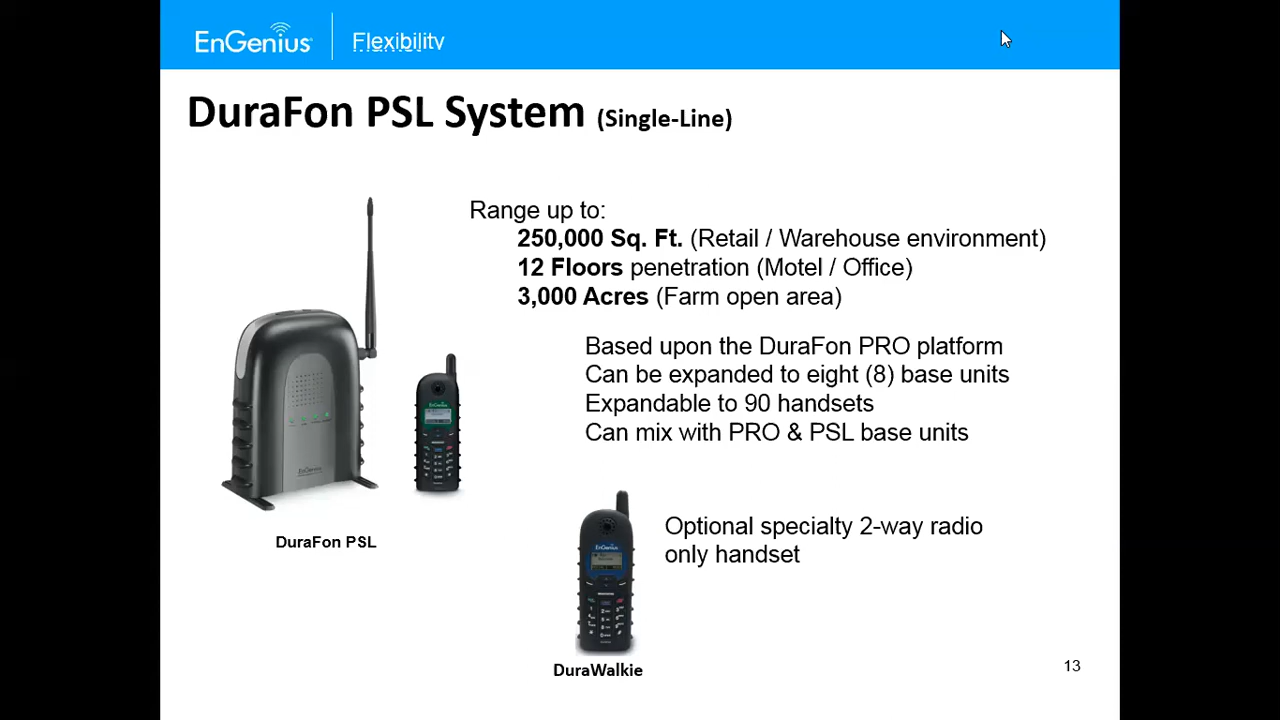 EnGenius
Flexibility
DuraFon PSL System (Single-Line)
Range up to:
250,000 Sq. Ft. (Retail / Warehouse environment)
12 Floors penetration (Motel / Office)
3,000 Acres (Farm open area)
Based upon the DuraFon PRO platform
Can be expanded to eight (8) base units
Expandable to 90 handsets
Can mix with PRO & PSL base units
EnGenius
DuraFon PSL
EnGenius
Optional specialty 2-way radio
only handset
DuraWalkie
13